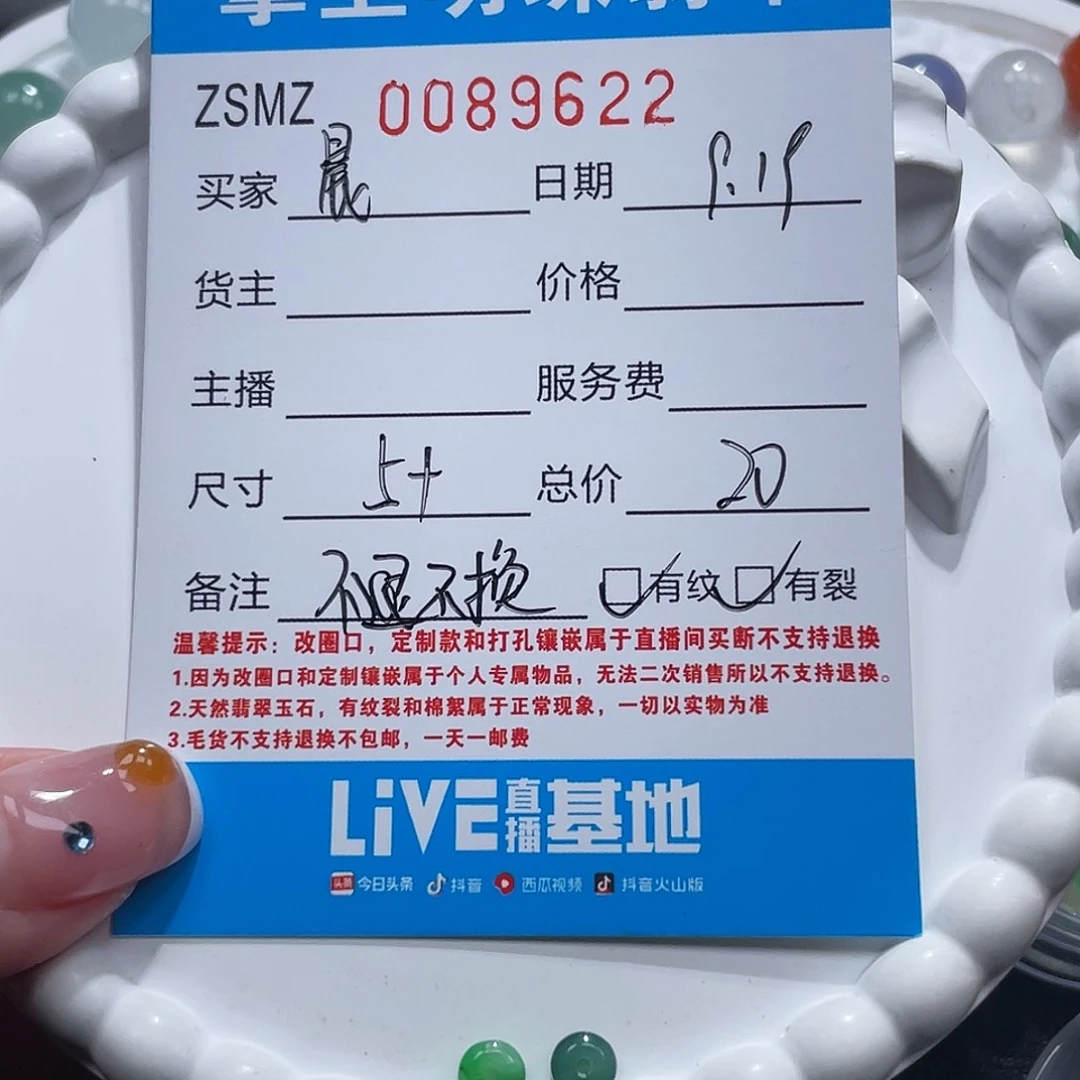 ZSMZ 0089622
买家 晨 日期 9.19
货主 价格
主播 服务费
尺寸 5+ 总价 20
备注 不退不换 有纹 有裂
温馨提示：改圈口，定制款和打孔镶嵌属于直播间买断不支持退换
1.因为改圈口和定制镶嵌属于个人专属物品，无法二次销售所以不支持退换。
2.天然翡翠玉石，有纹裂和棉絮属于正常现象，一切以实物为准
3.毛货不支持退换不包邮，一天一邮费
LiVE直播基地
头条 今日头条 抖音 西瓜视频 抖音火山版